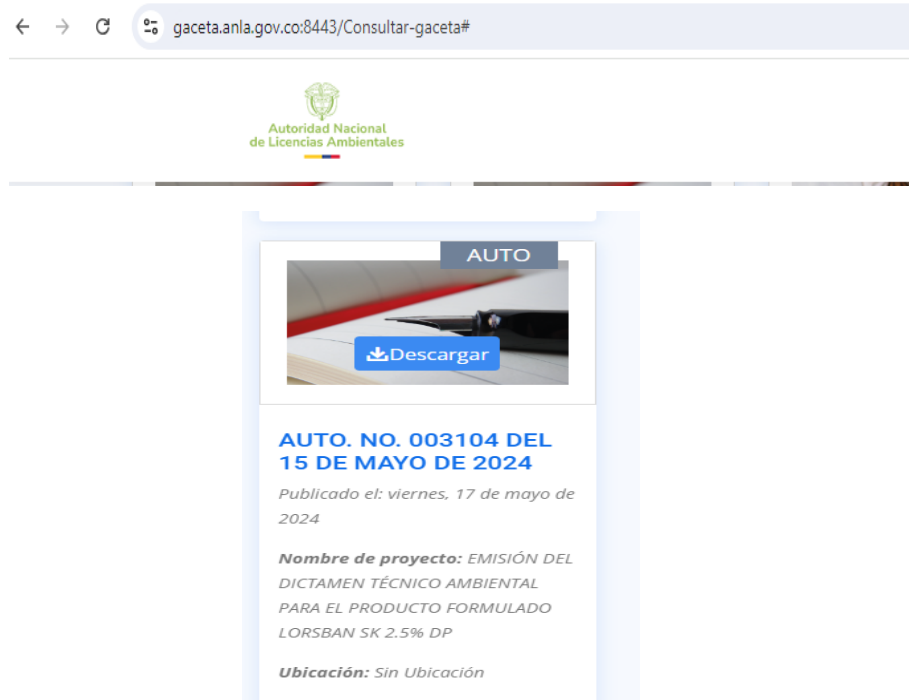 gaceta.anla.gov.co:8443/Consultar-gaceta#
Autoridad Nacional
de Licencias Ambientales
AUTO
Descargar
AUTO. NO. 003104 DEL
15 DE MAYO DE 2024
Publicado el: viernes, 17 de mayo de
2024
Nombre de proyecto: EMISIÓN DEL
DICTAMEN TÉCNICO AMBIENTAL
PARA EL PRODUCTO FORMULADO
LORSBAN SK 2.5% DP
Ubicación: Sin Ubicación